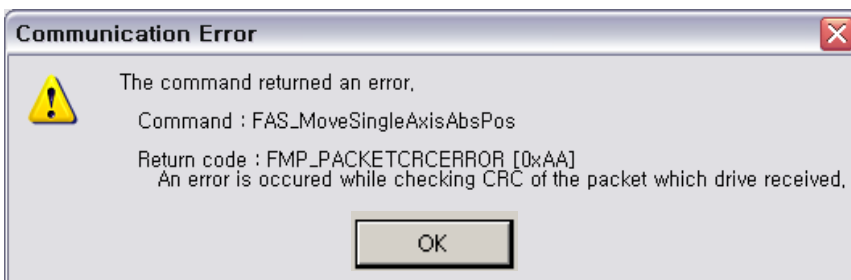 Communication Error
The command returned an error,
Command : FAS_MoveSingleAxisAbsPos
Return code : FMP_PACKETCRCERROR [0xAA]
An error is occured while checking CRC of the packet which drive received,
OK